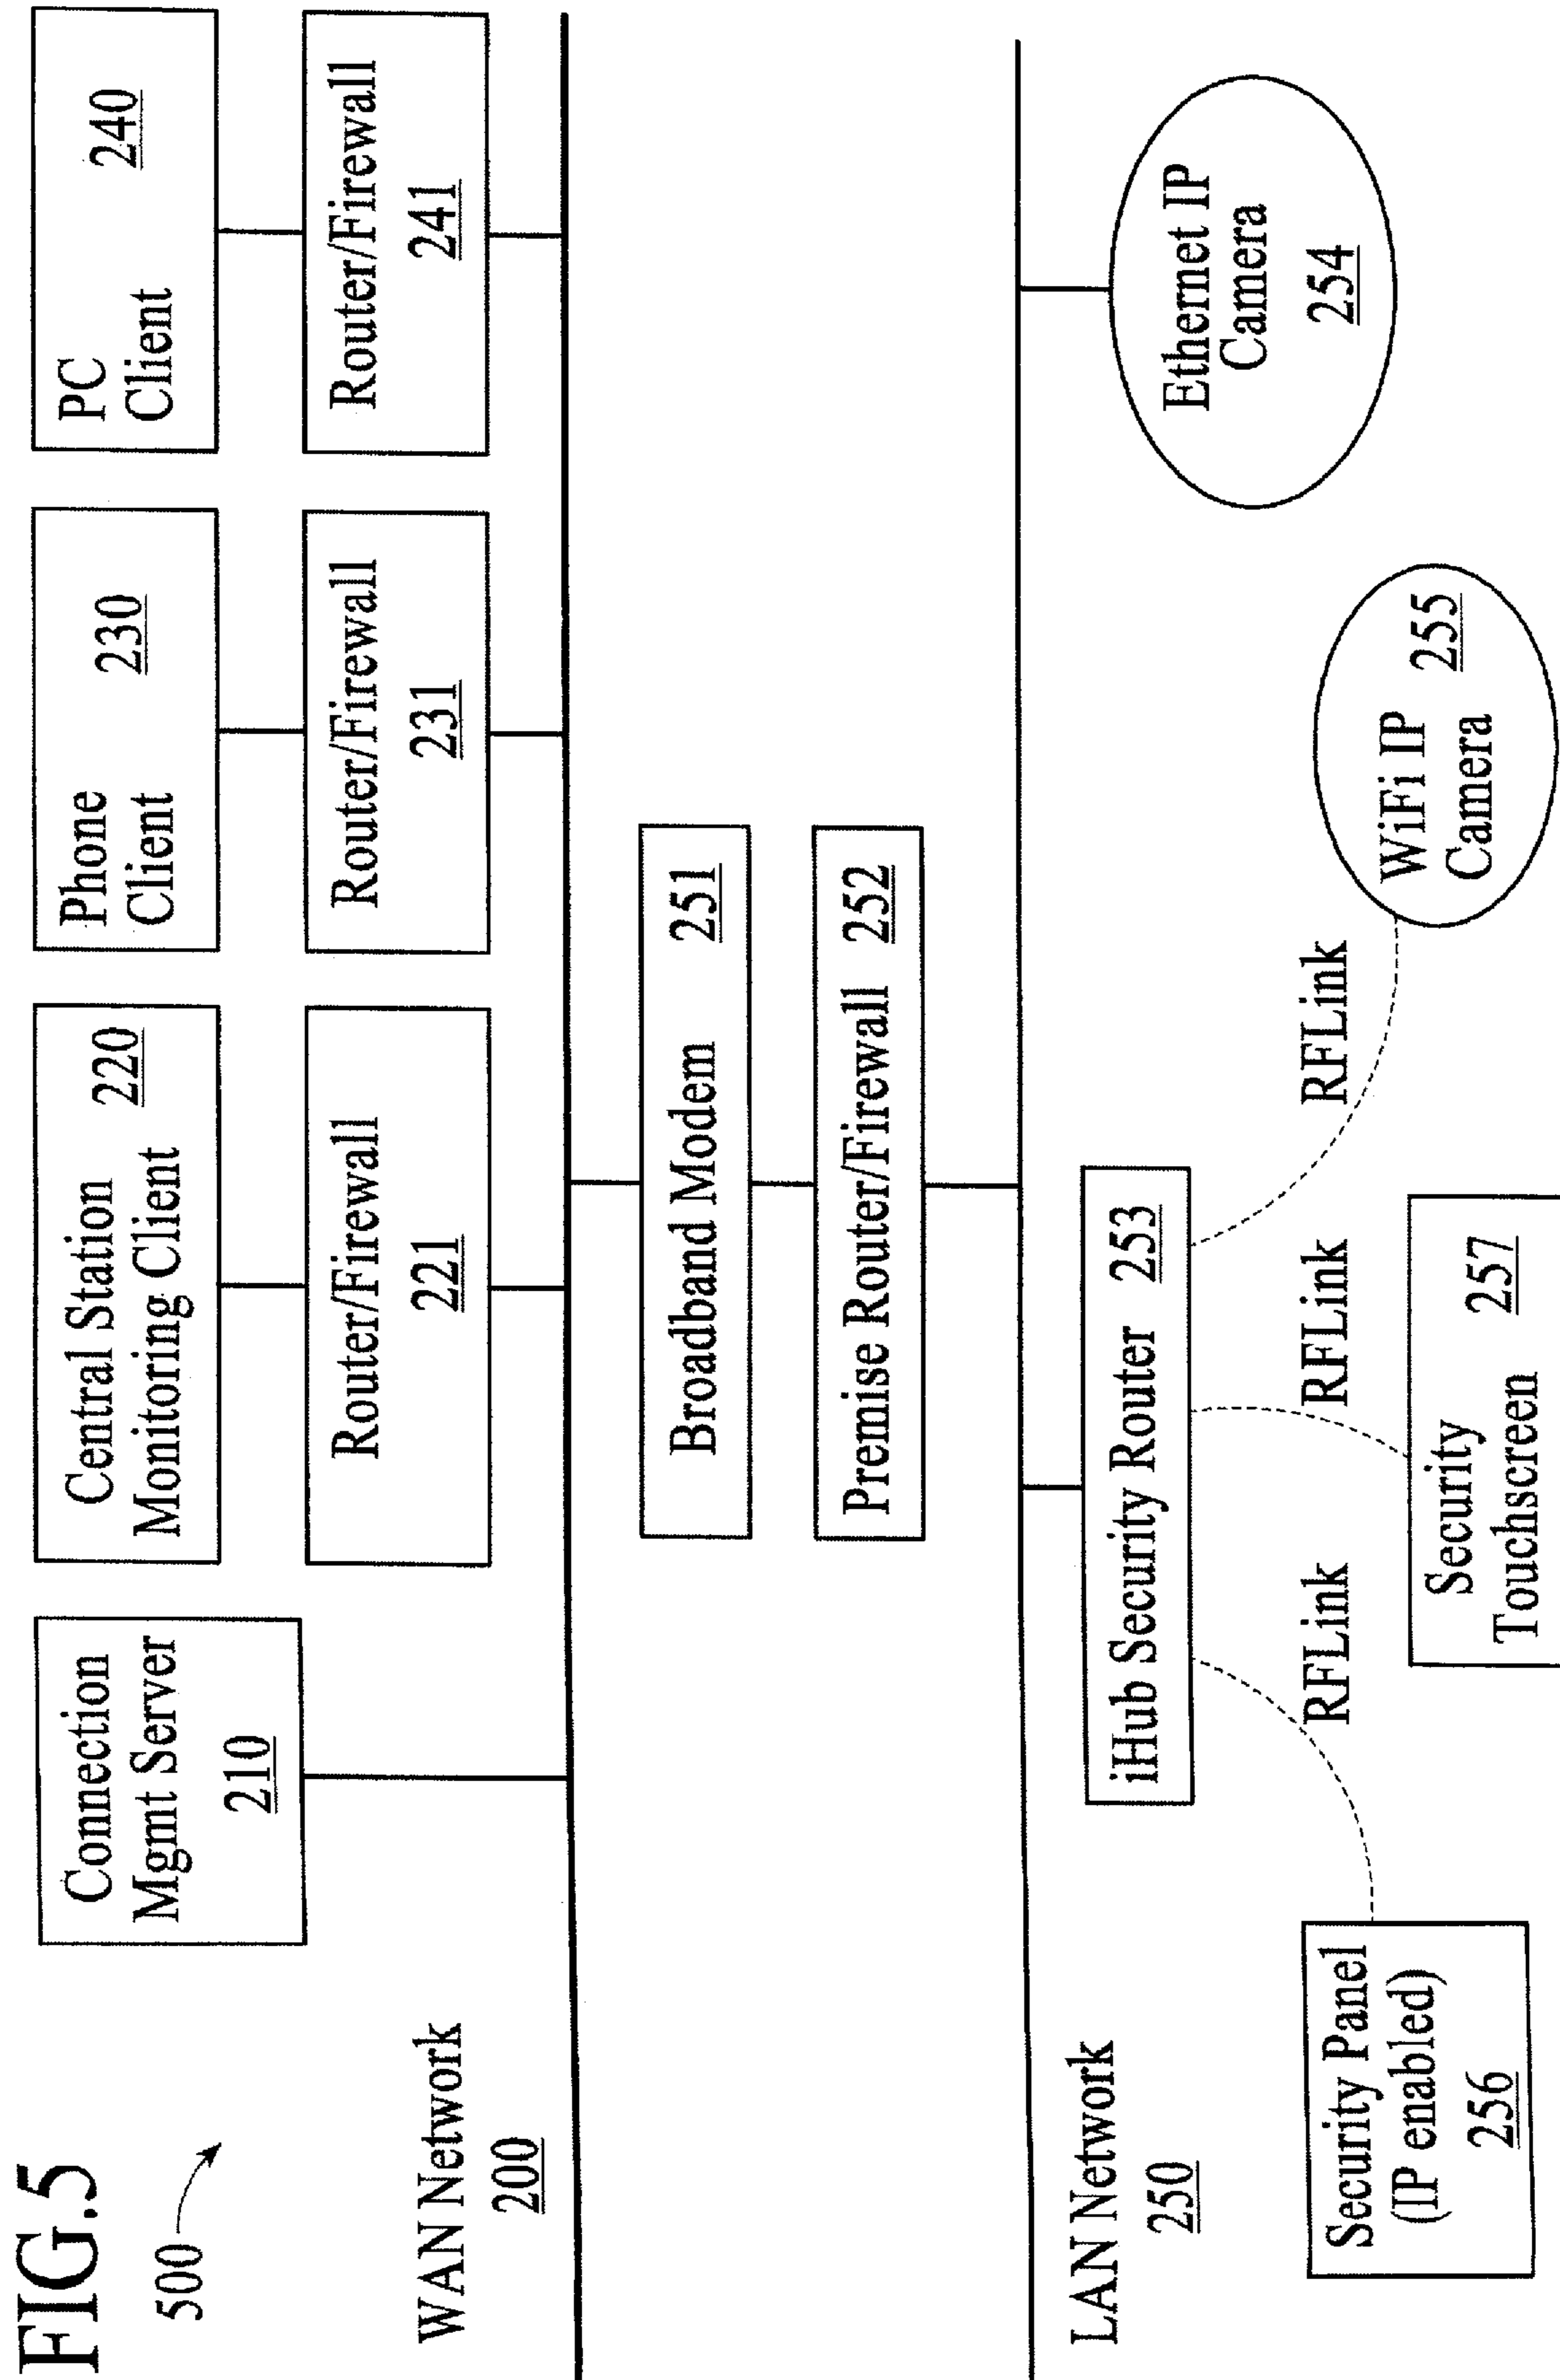 FIG.5
500
Connection
Mgmt Server
210
Central Station
Monitoring Client
220
Phone
Client
230
PC
Client
240
Router/Firewall
221
Router/Firewall
231
Router/Firewall
241
WAN Network
200
Broadband Modem 251
Premise Router/Firewall 252
LAN Network
250
iHub Security Router 253
Ethernet IP
Camera
254
RFLink
RFLink
RFLink
Security Panel
(IP enabled)
256
Security
Touchscreen
257
WiFi IP
Camera
255